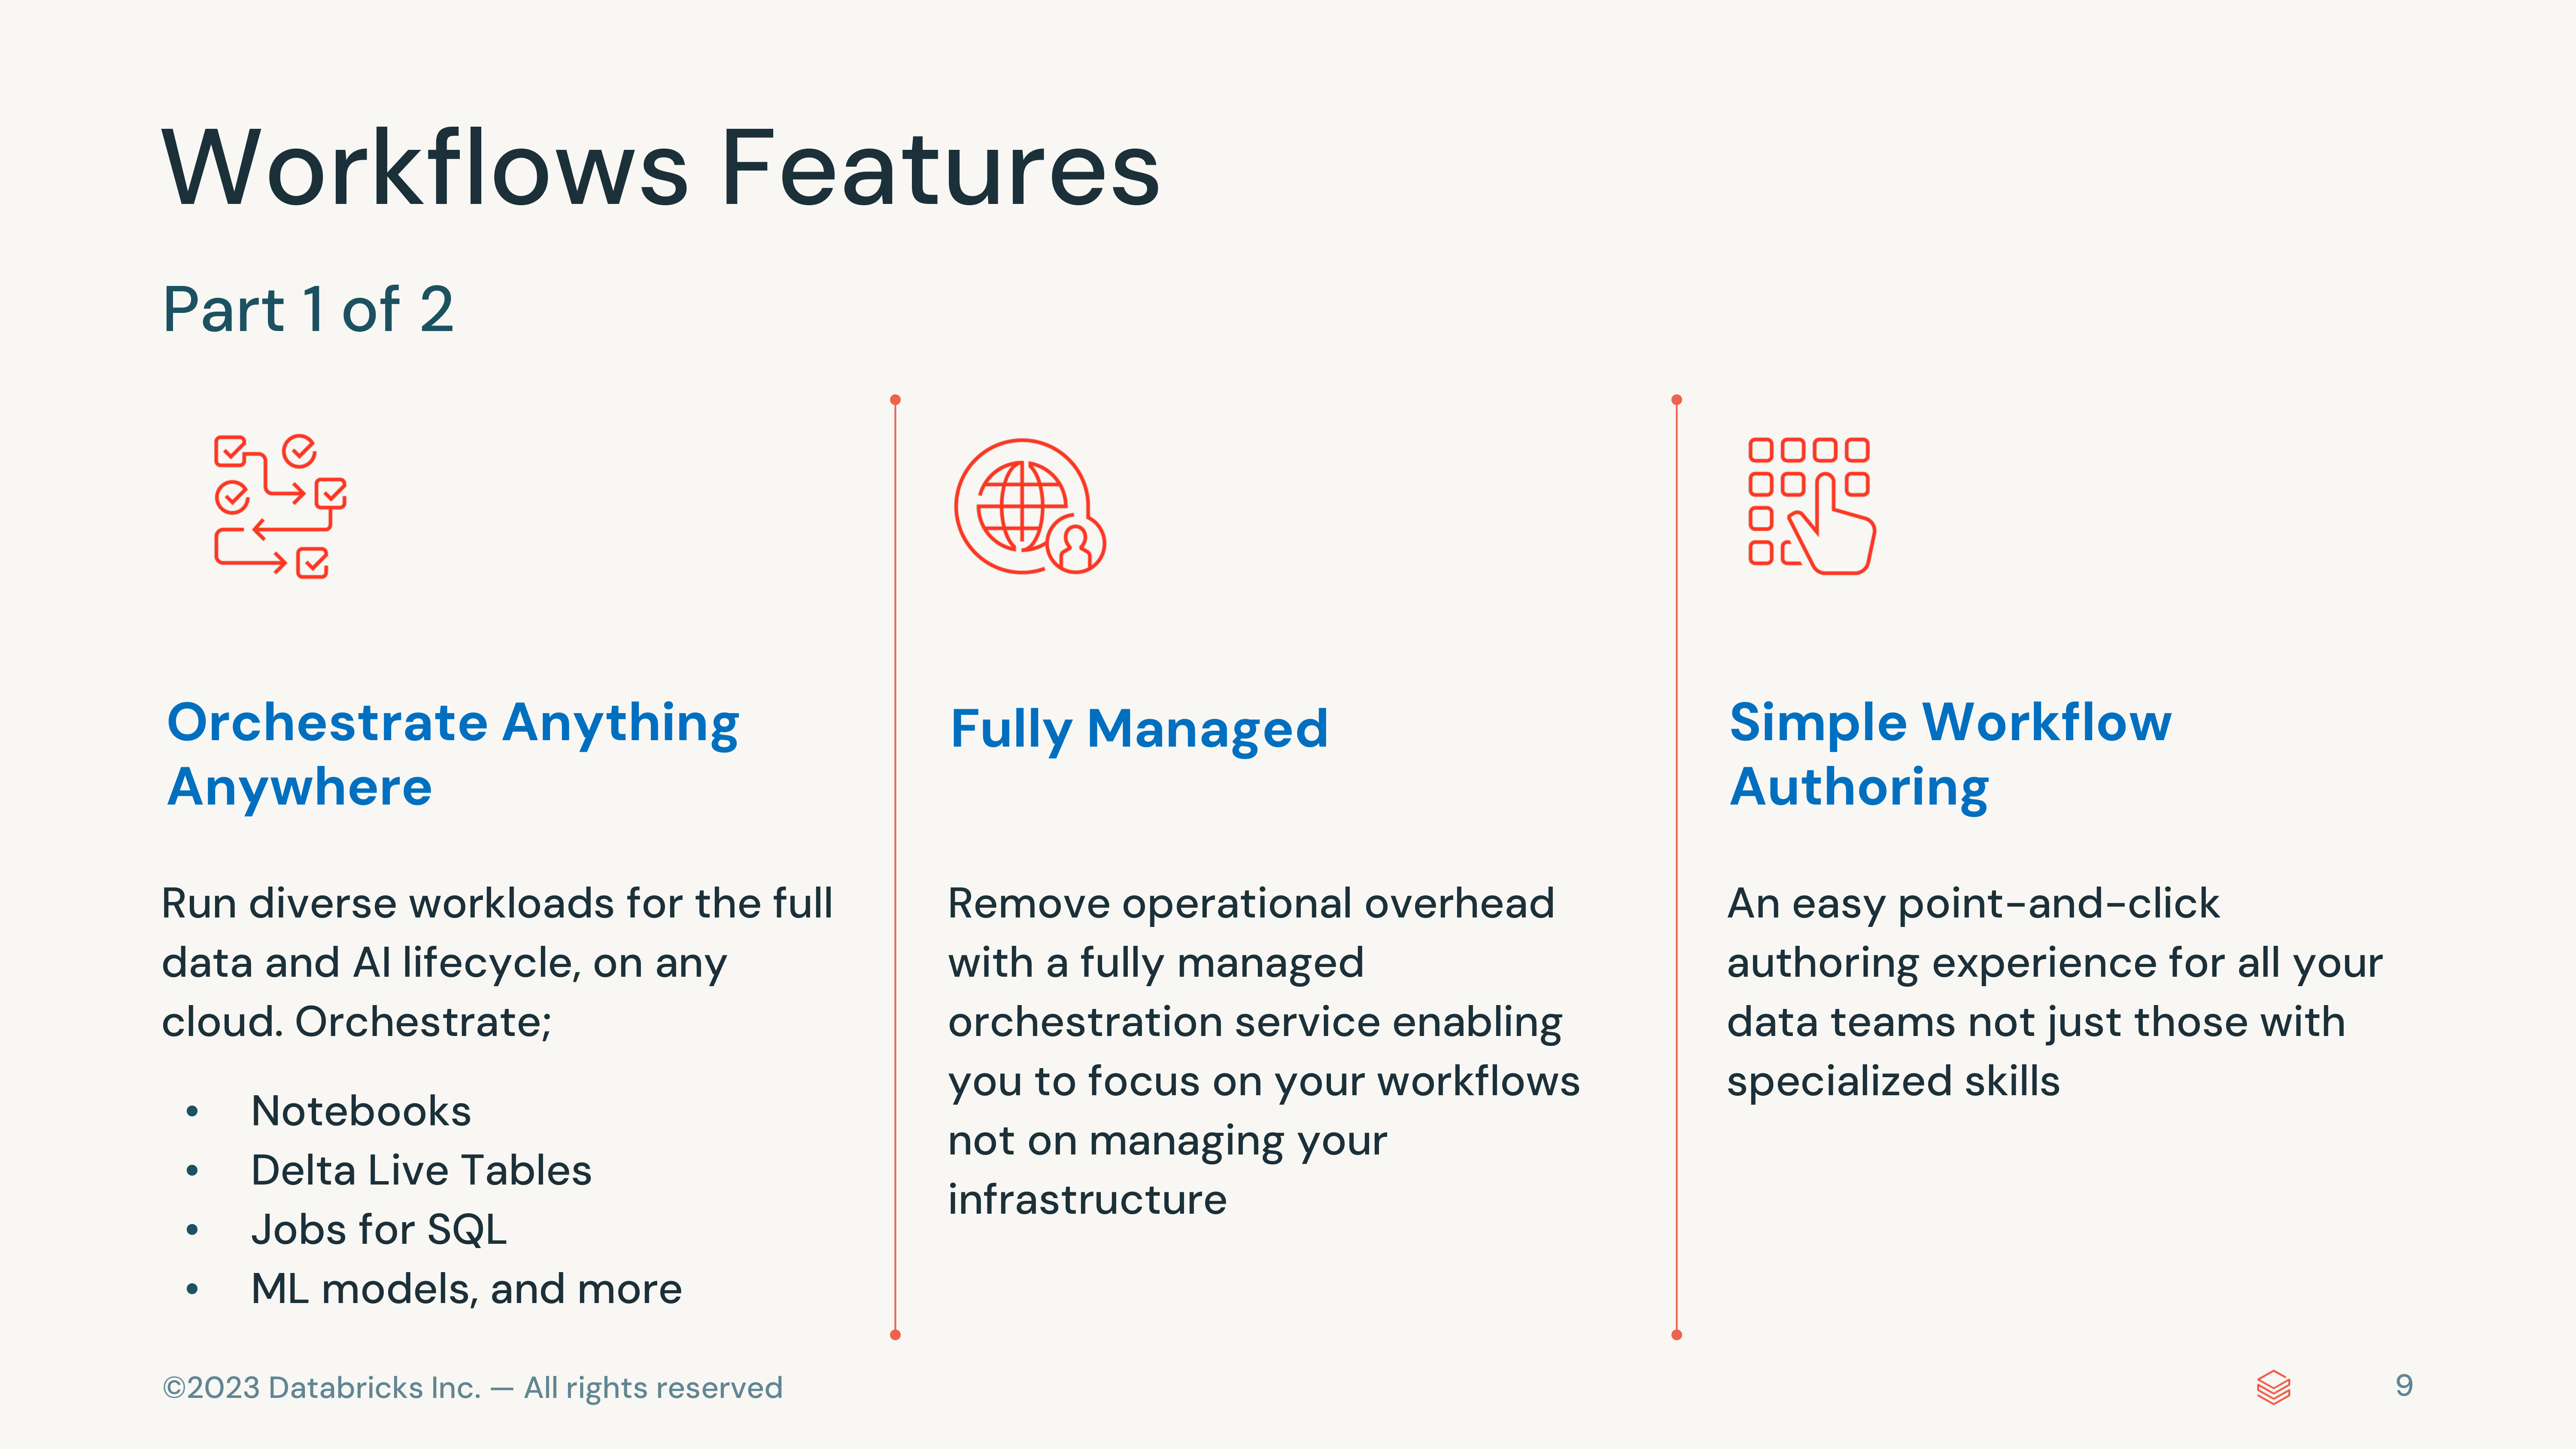 Workflows Features
Part 1 of 2
Orchestrate Anything
Anywhere
Run diverse workloads for the full
data and AI lifecycle, on any
cloud. Orchestrate;
• Notebooks
• Delta Live Tables
• Jobs for SQL
• ML models, and more
Fully Managed
Remove operational overhead
with a fully managed
orchestration service enabling
you to focus on your workflows
not on managing your
infrastructure
Simple Workflow
Authoring
An easy point-and-click
authoring experience for all your
data teams not just those with
specialized skills
©2023 Databricks Inc. — All rights reserved
9